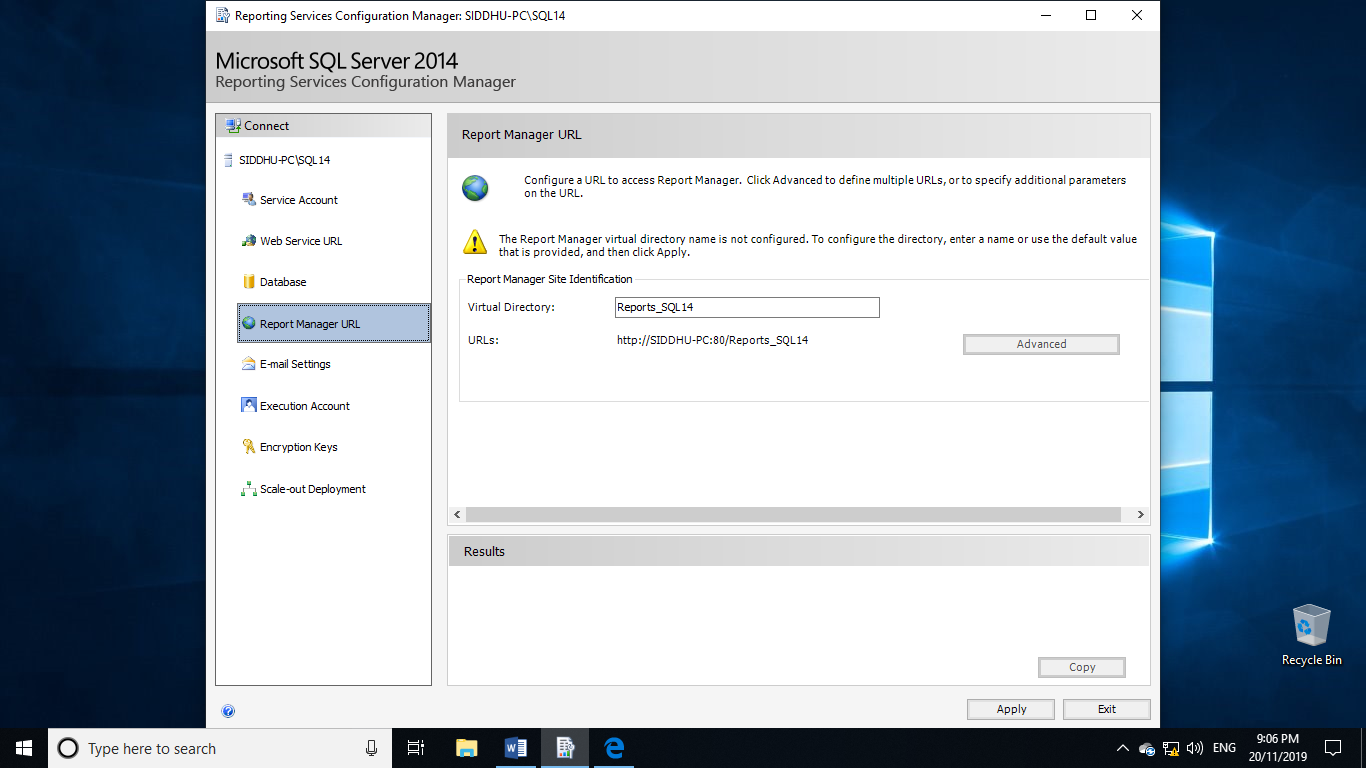 Reporting Services Configuration Manager: SIDDHU-PC\SQL14
Microsoft SQL Server 2014
Reporting Services Configuration Manager
Connect
SIDDHU-PC\SQL14
Service Account
Web Service URL
Database
Report Manager URL
E-mail Settings
Execution Account
Encryption Keys
Scale-out Deployment
Report Manager URL
Configure a URL to access Report Manager. Click Advanced to define multiple URLs, or to specify additional parameters
on the URL.
The Report Manager virtual directory name is not configured. To configure the directory, enter a name or use the default value
that is provided, and then click Apply.
Report Manager Site Identification
Virtual Directory: Reports_SQL14
URLs: http://SIDDHU-PC:80/Reports_SQL14
Advanced
Results
Copy
Apply Exit
Recycle Bin
Type here to search
ENG
9:06 PM
20/11/2019